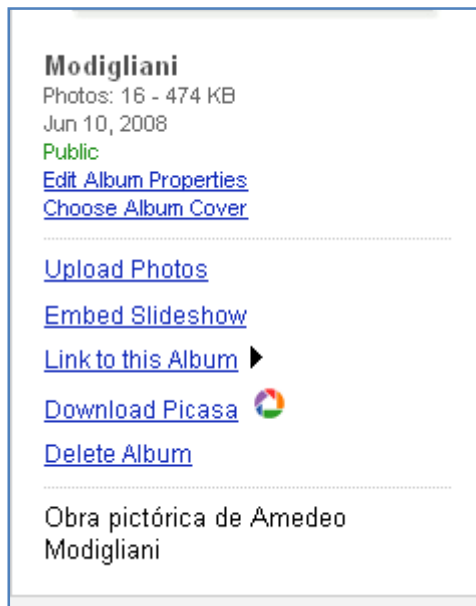 Modigliani
Photos: 16 - 474 KB
Jun 10, 2008
Public
Edit Album Properties
Choose Album Cover
Upload Photos
Embed Slideshow
Link to this Album
Download Picasa
Delete Album
Obra pictórica de Amedeo
Modigliani